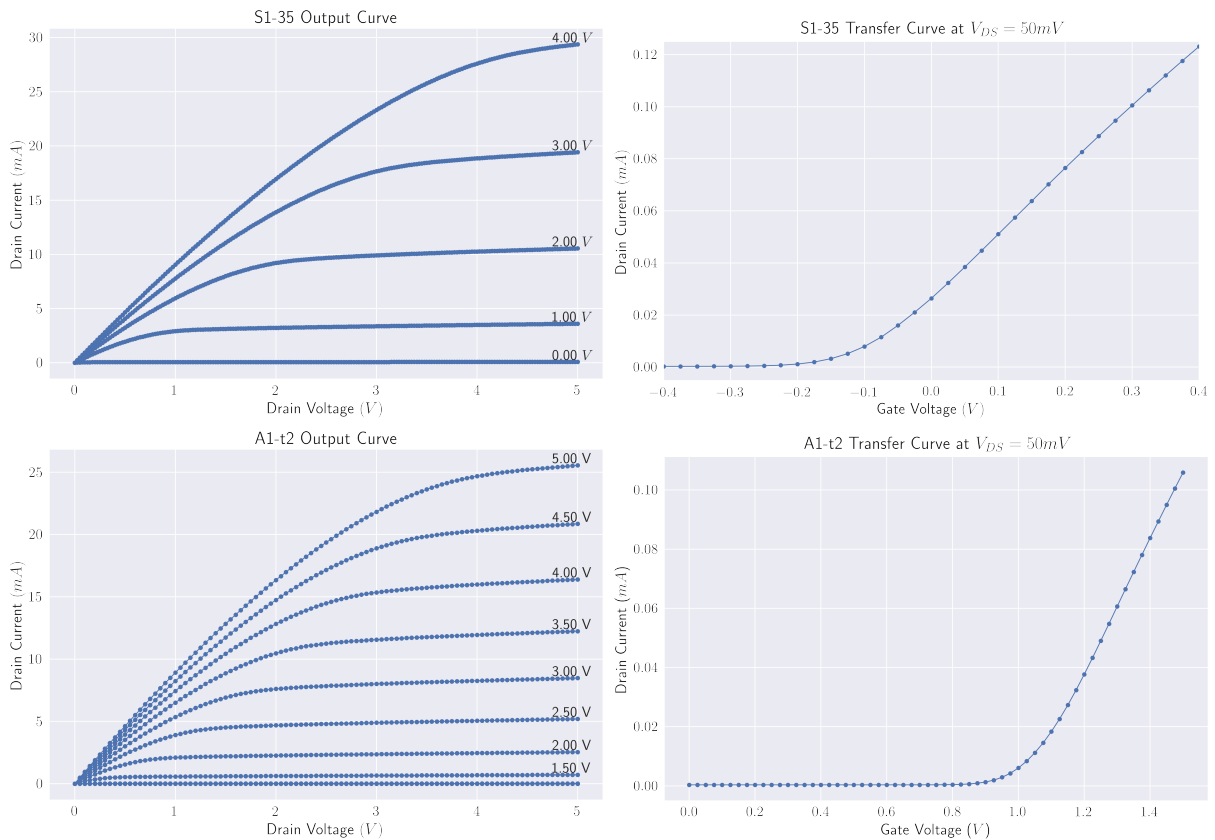 S1-35 Output Curve
30
25
20
15
10
5
0
4.00 V
3.00 V
2.00 V
1.00 V
0.00 V
0 1 2 3 4 5
Drain Voltage (V)
Drain Current (mA)
S1-35 Transfer Curve at V_{DS} = 50mV
0.12
0.10
0.08
0.06
0.04
0.02
0.00
−0.4 −0.3 −0.2 −0.1 0.0 0.1 0.2 0.3 0.4
Gate Voltage (V)
Drain Current (mA)
A1-t2 Output Curve
25
20
15
10
5
0
5.00 V
4.50 V
4.00 V
3.50 V
3.00 V
2.50 V
2.00 V
1.50 V
0 1 2 3 4 5
Drain Voltage (V)
Drain Current (mA)
A1-t2 Transfer Curve at V_{DS} = 50mV
0.10
0.08
0.06
0.04
0.02
0.00
0.0 0.2 0.4 0.6 0.8 1.0 1.2 1.4
Gate Voltage (V)
Drain Current (mA)